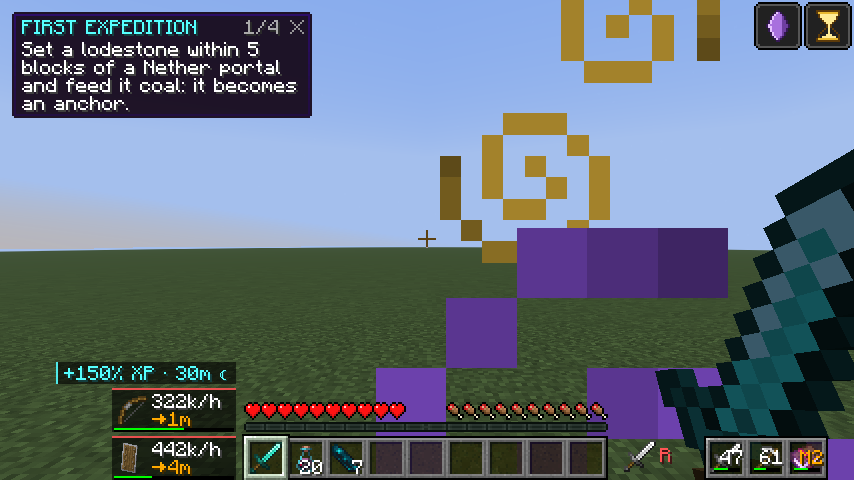 FIRST EXPEDITION 1/4 X
Set a lodestone within 5
blocks of a Nether portal
and feed it coal: it becomes
an anchor.
+150% XP · 30m
322k/h
→1m
442k/h
→4m
20
7
R
47
61
M2